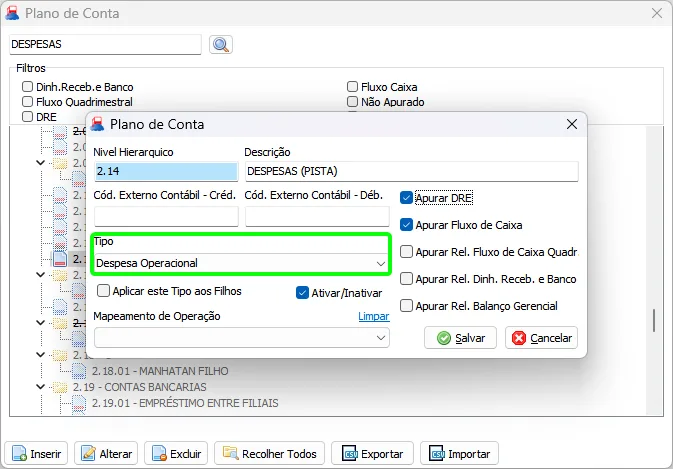 Plano de Conta
DESPESAS
Filtros
Dinh.Receb.e Banco
Fluxo Caixa
Fluxo Quadrimestral
Não Apurado
DRE
Plano de Conta
Nivel Hierarquico
Descrição
2.14
DESPESAS (PISTA)
Cód. Externo Contábil - Créd.
Cód. Externo Contábil - Déb.
Apurar DRE
Apurar Fluxo de Caixa
Tipo
Despesa Operacional
Apurar Rel. Fluxo de Caixa Quadr
Apurar Rel. Dinh. Receb. e Banco
Aplicar este Tipo aos Filhos
Ativar/Inativar
Apurar Rel. Balanço Gerencial
Mapeamento de Operação
Limpar
Salvar
Cancelar
2.18.01 - MANHATAN FILHO
2.19 - CONTAS BANCARIAS
2.19.01 - EMPRÉSTIMO ENTRE FILIAIS
Inserir
Alterar
Excluir
Recolher Todos
CSV
Exportar
CSV
Importar